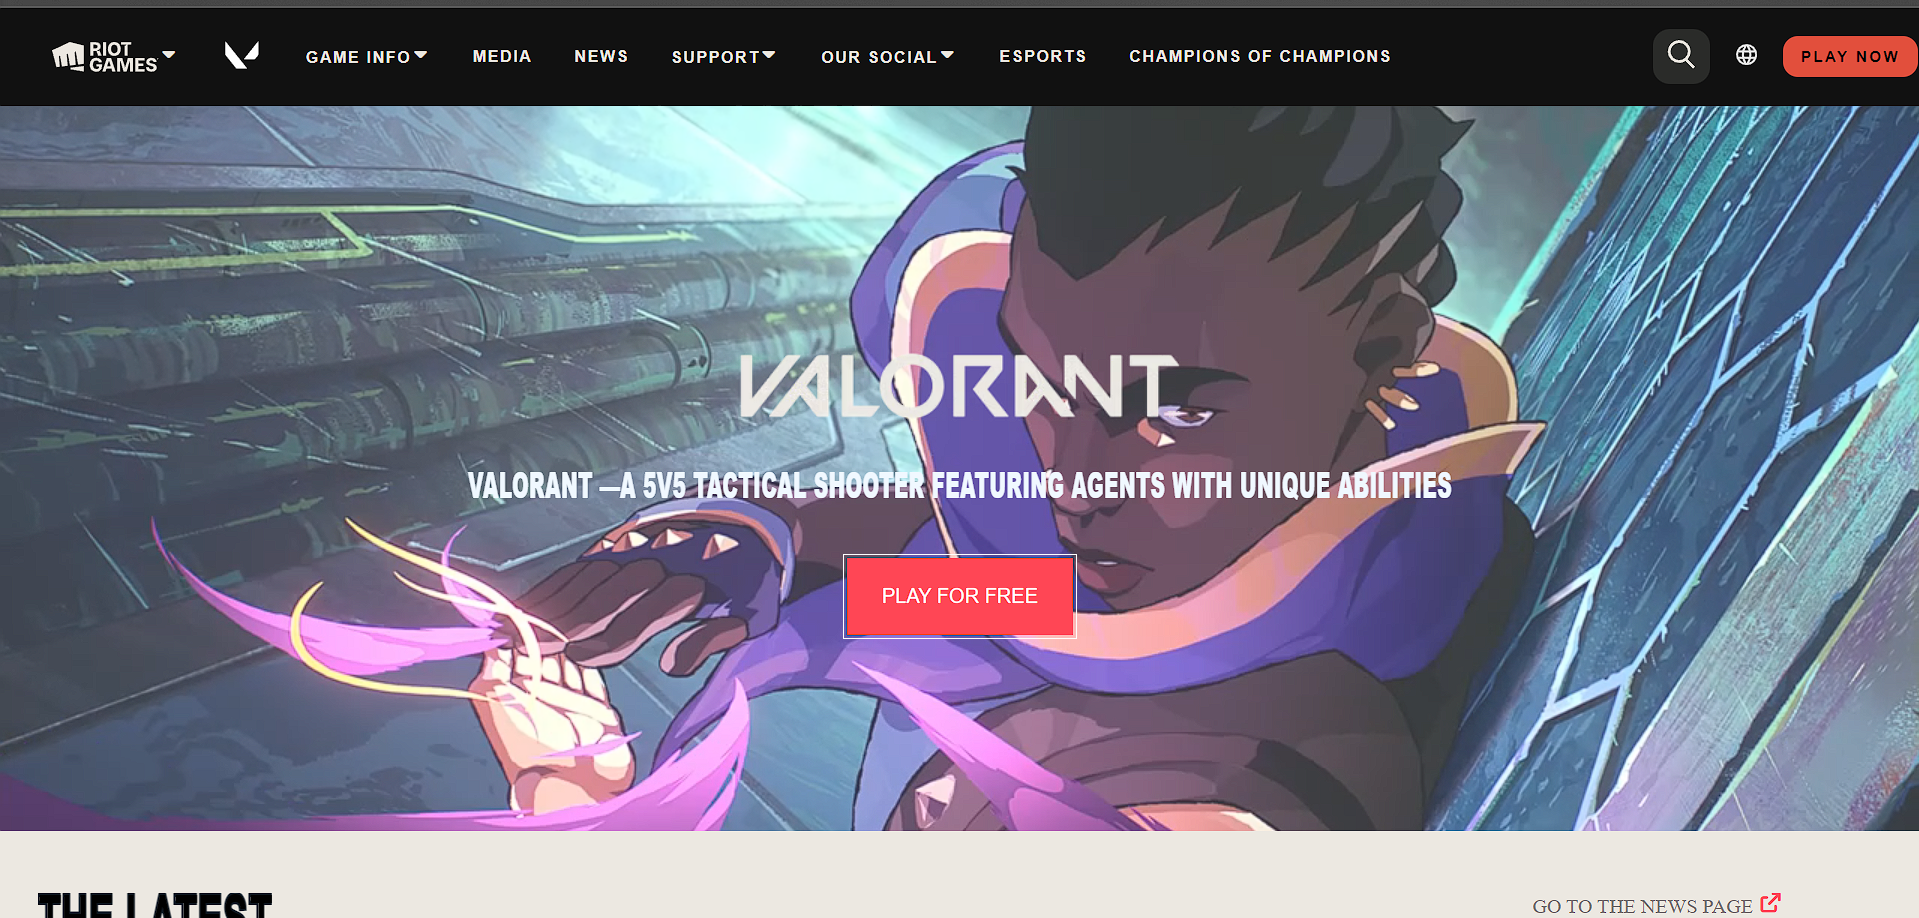 RIOT
GAMES
GAME INFO
MEDIA
NEWS
SUPPORT
OUR SOCIAL
ESPORTS
CHAMPIONS OF CHAMPIONS
PLAY NOW
VALORANT
VALORANT —A 5V5 TACTICAL SHOOTER FEATURING AGENTS WITH UNIQUE ABILITIES
PLAY FOR FREE
THE LATEST
GO TO THE NEWS PAGE